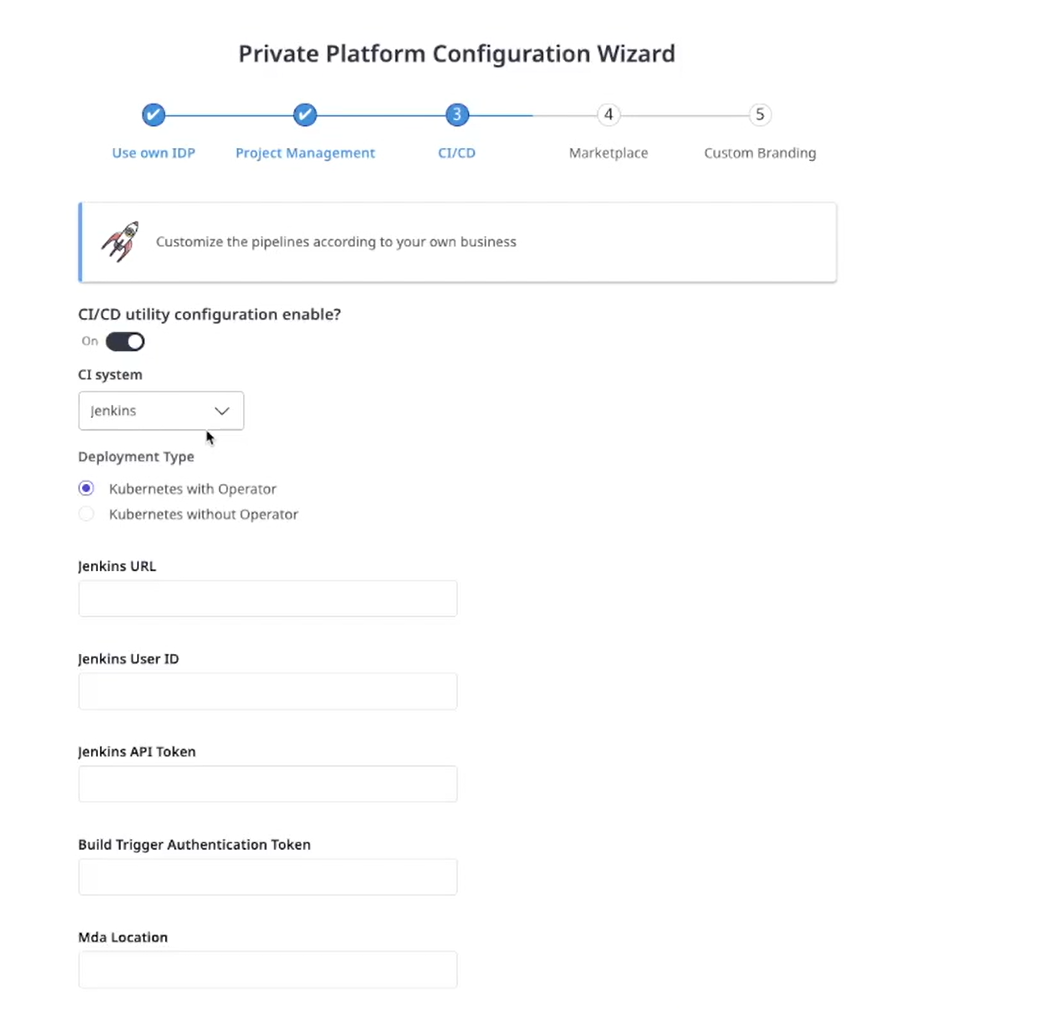 Private Platform Configuration Wizard
3 4 5
Use own IDP Project Management CI/CD Marketplace Custom Branding
Customize the pipelines according to your own business
CI/CD utility configuration enable?
On
CI system
Jenkins
Deployment Type
Kubernetes with Operator
Kubernetes without Operator
Jenkins URL
Jenkins User ID
Jenkins API Token
Build Trigger Authentication Token
Mda Location